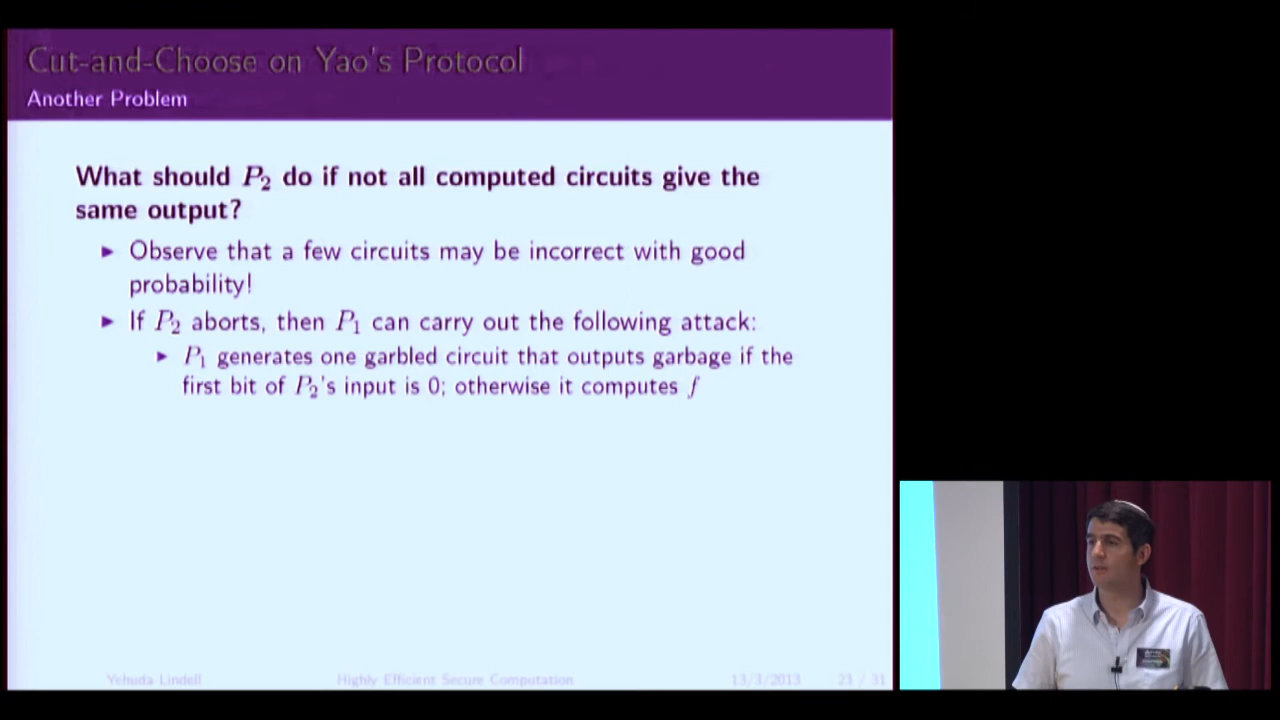 Cut-and-Choose on Yao's Protocol
Another Problem
What should P₂ do if not all computed circuits give the
same output?
► Observe that a few circuits may be incorrect with good
probability!
► If P₂ aborts, then P₁ can carry out the following attack:
► P₁ generates one garbled circuit that outputs garbage if the
first bit of P₂'s input is 0; otherwise it computes f
Yehuda Lindell Highly Efficient Secure Computation 13/3/2013 23 / 31